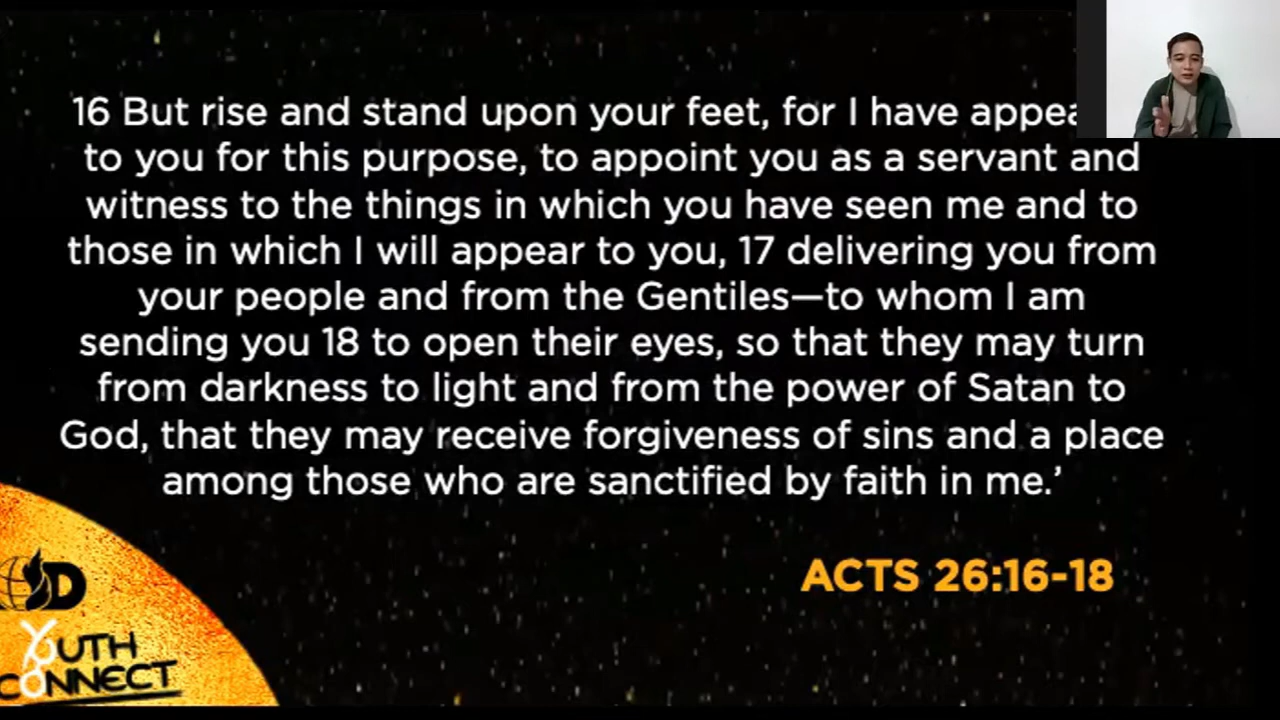 16 But rise and stand upon your feet, for I have
to you for this purpose, to appoint you as a servant and
witness to the things in which you have seen me and to
those in which I will appear to you, 17 delivering you from
your people and from the Gentiles—to whom I am
sending you 18 to open their eyes, so that they may turn
from darkness to light and from the power of Satan to
God, that they may receive forgiveness of sins and a place
among those who are sanctified by faith in me.’
ACTS 26:16-18
D
YOUTH
CONNECT